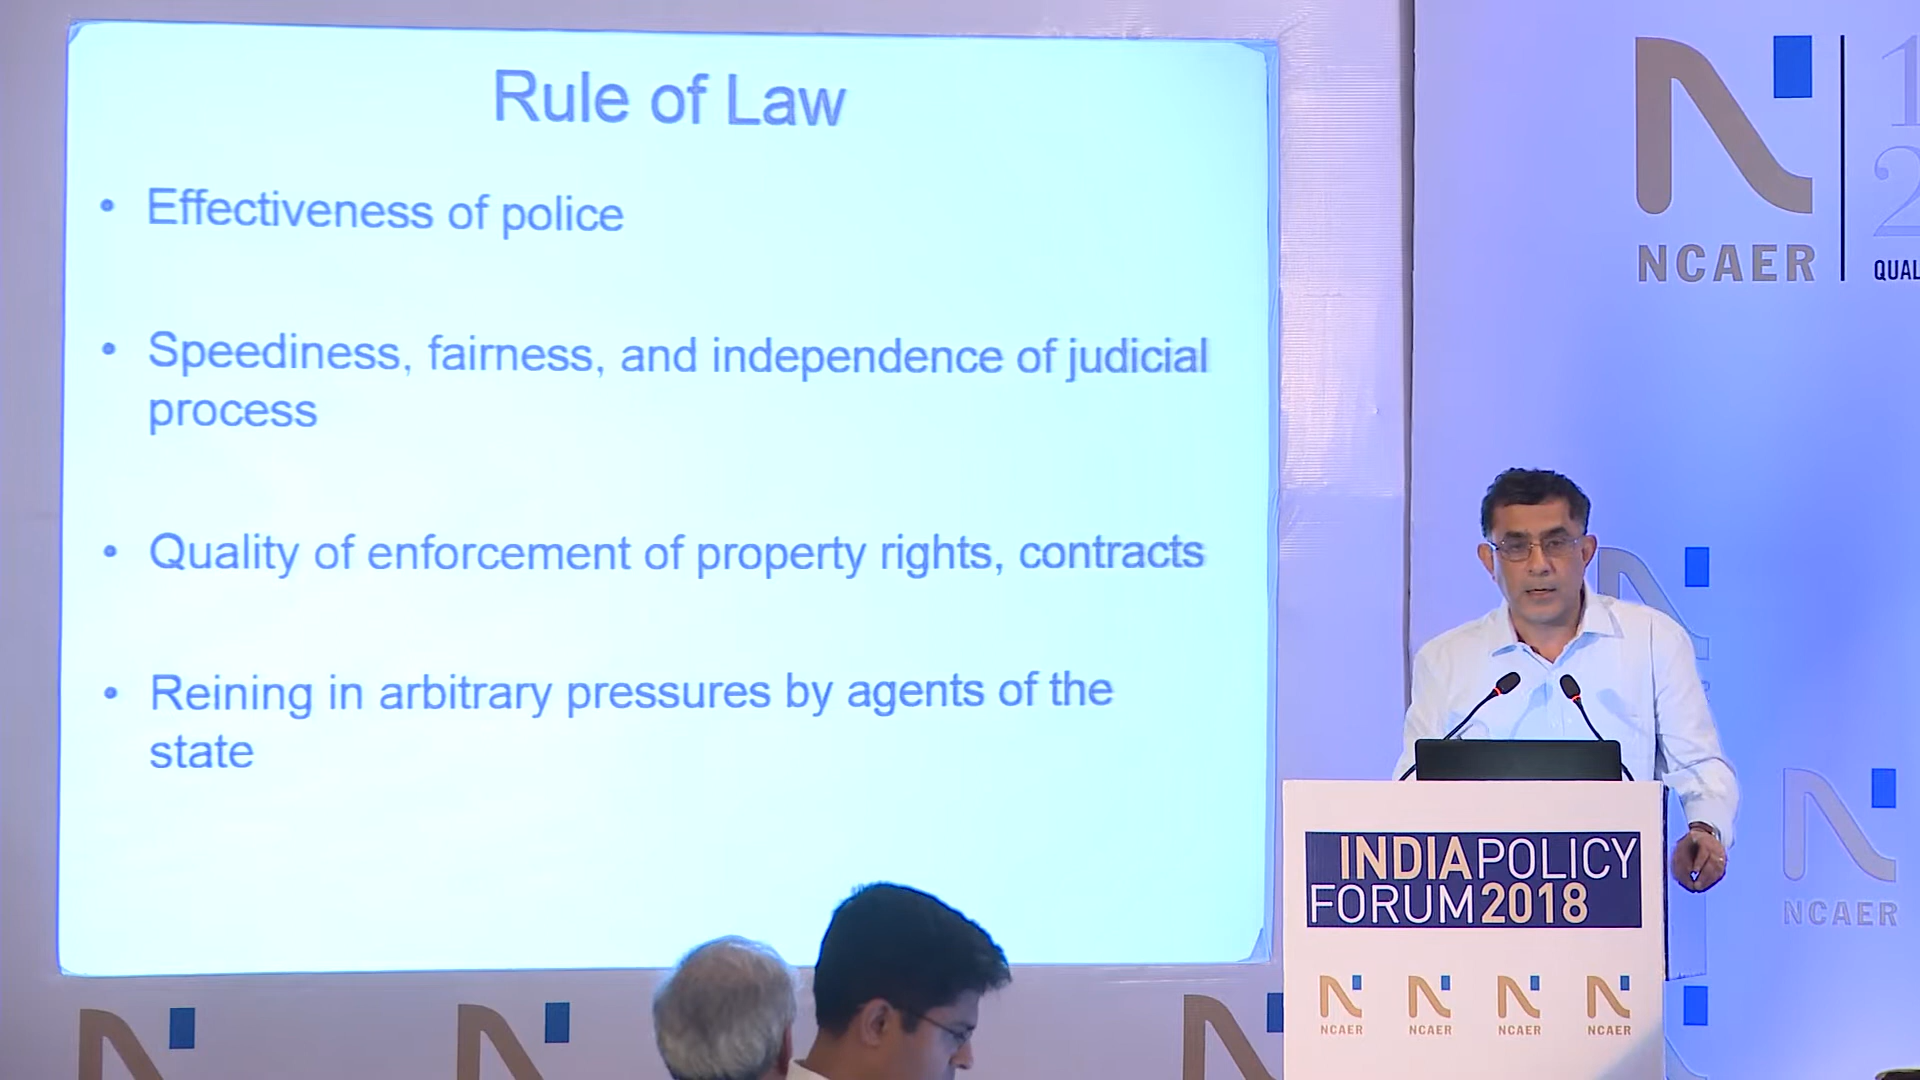 Rule of Law
• Effectiveness of police
• Speediness, fairness, and independence of judicial
process
• Quality of enforcement of property rights, contracts
• Reining in arbitrary pressures by agents of the
state
NCAER
QUAL
INDIA POLICY
FORUM 2018
NCAER
NCAER NCAER NCAER NCAER